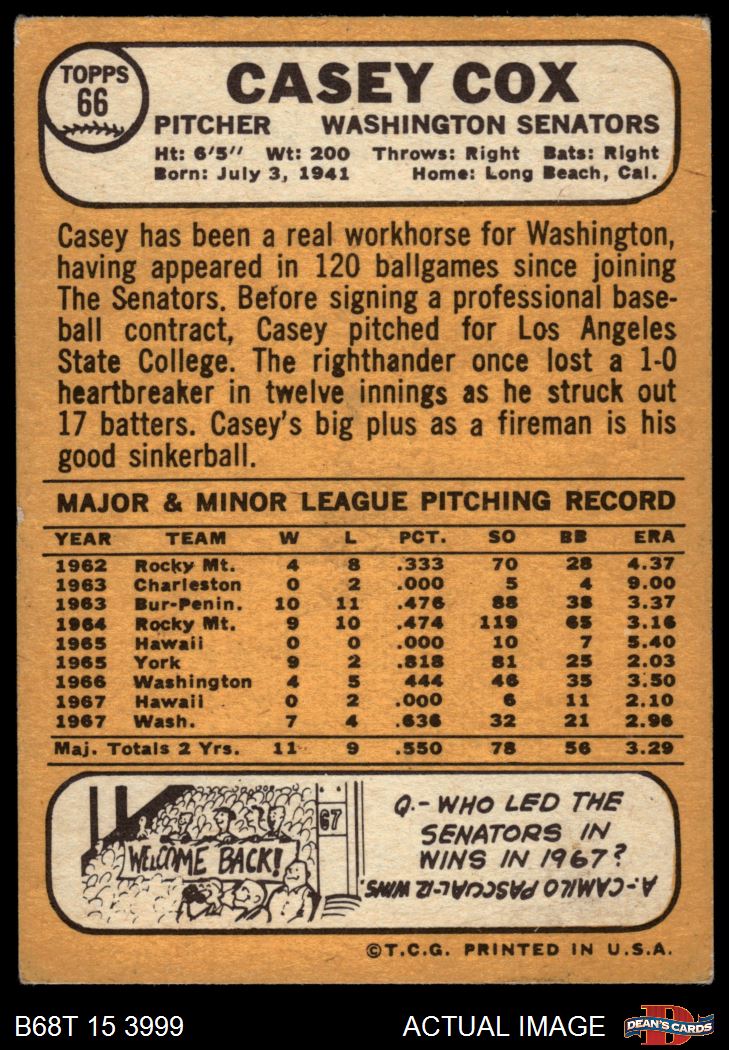 TOPPS
66
CASEY COX
PITCHER WASHINGTON SENATORS
Ht: 6'5" Wt: 200 Throws: Right Bats: Right
Born: July 3, 1941 Home: Long Beach, Cal.
Casey has been a real workhorse for Washington,
having appeared in 120 ballgames since joining
The Senators. Before signing a professional base-
ball contract, Casey pitched for Los Angeles
State College. The righthander once lost a 1-0
heartbreaker in twelve innings as he struck out
17 batters. Casey's big plus as a fireman is his
good sinkerball.
MAJOR & MINOR LEAGUE PITCHING RECORD
YEAR TEAM W L PCT. SO BB ERA
1962 Rocky Mt. 4 8 .333 70 28 4.37
1963 Charleston 0 2 .000 5 4 9.00
1963 Bur-Penin. 10 11 .476 88 38 3.37
1964 Rocky Mt. 9 10 .474 119 65 3.16
1965 Hawaii 0 0 .000 10 7 5.40
1965 York 9 2 .818 81 25 2.03
1966 Washington 4 5 444 46 35 3.50
1967 Hawaii 0 2 .000 6 11 2.10
1967 Wash. 7 4 .636 32 21 2.96
Maj. Totals 2 Yrs. 11 9 .550 78 56 3.29
67
WELCOME BACK!
Q.- WHO LED THE
SENATORS IN
WINS IN 1967?
A-CAMILO PASCUAL-12 WINS.
©T.C.G. PRINTED IN U.S.A.
B68T 15 3999 ACTUAL IMAGE
D
DEAN'S CARDS